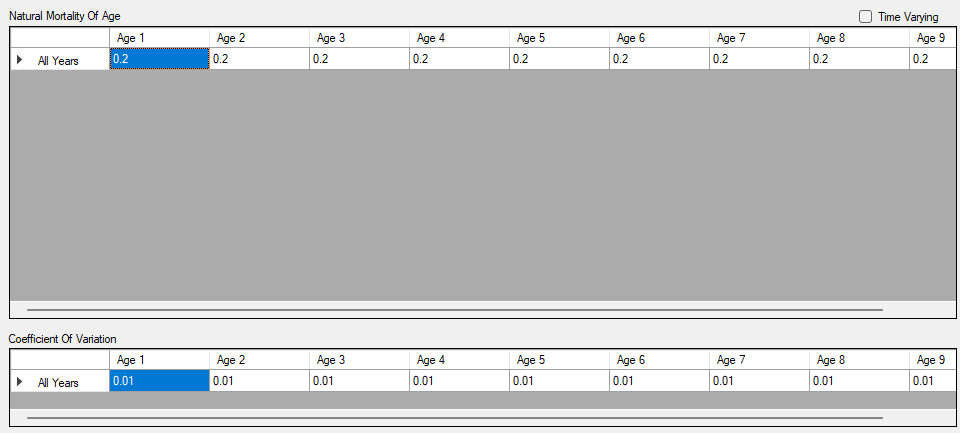 Natural Mortality Of Age
Time Varying
Age 1 Age 2 Age 3 Age 4 Age 5 Age 6 Age 7 Age 8 Age 9
All Years 0.2 0.2 0.2 0.2 0.2 0.2 0.2 0.2 0.2
Coefficient Of Variation
Age 1 Age 2 Age 3 Age 4 Age 5 Age 6 Age 7 Age 8 Age 9
All Years 0.01 0.01 0.01 0.01 0.01 0.01 0.01 0.01 0.01